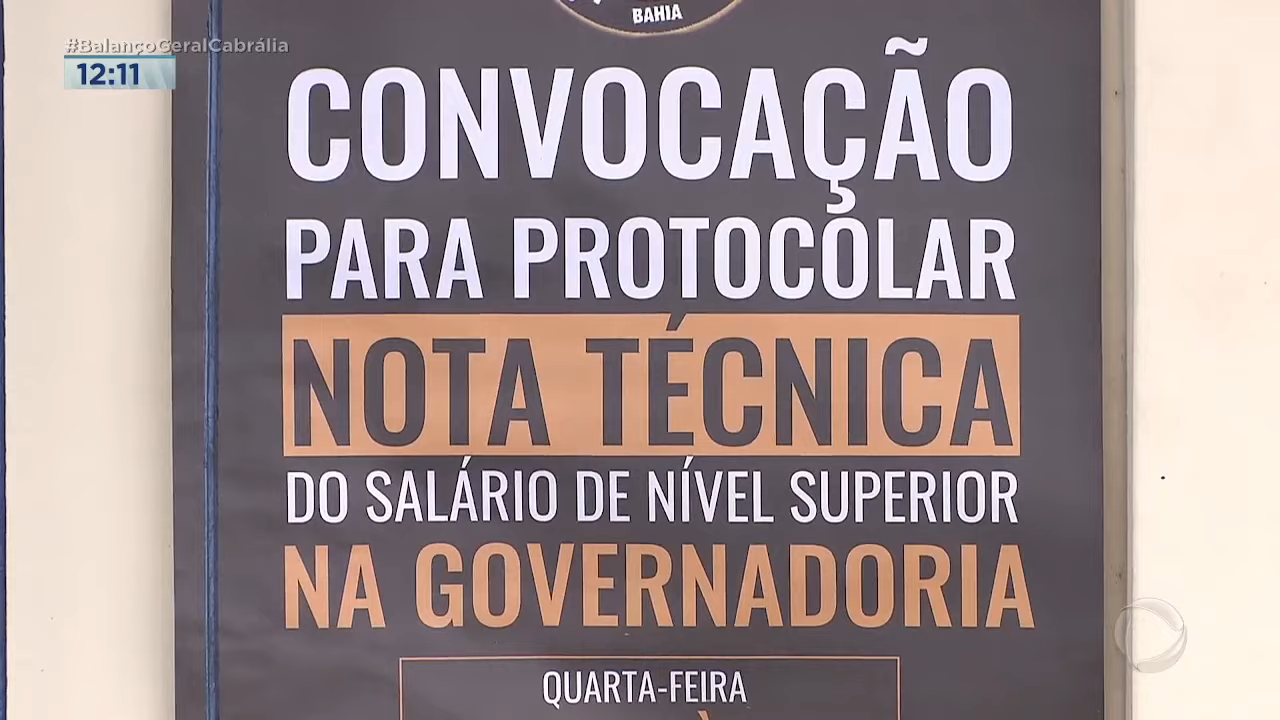 #BalançoGeralCabrália
12:11
BAHIA
CONVOCAÇÃO
PARA PROTOCOLAR
NOTA TÉCNICA
DO SALÁRIO DE NÍVEL SUPERIOR
NA GOVERNADORIA
QUARTA-FEIRA